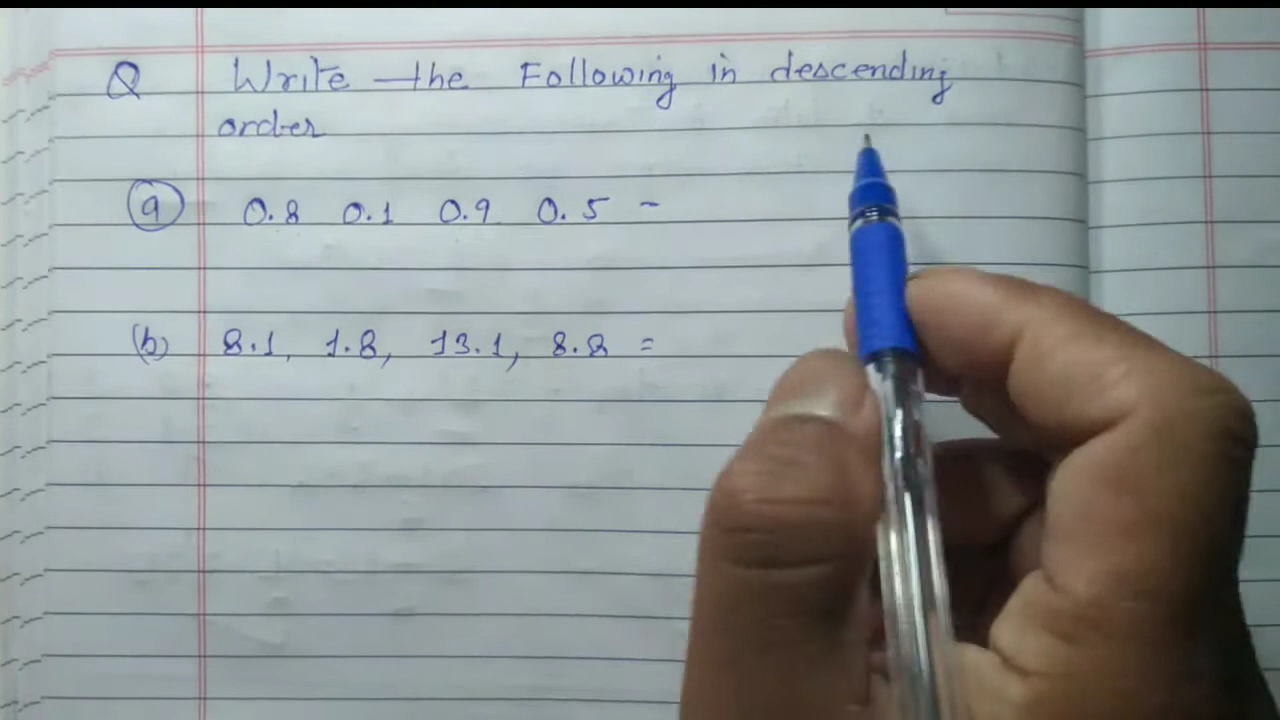 Q Write the Following in descending
order
(a) 0.8 0.1 0.9 0.5 -
(b) 8.1, 1.8, 13.1, 8.8 =